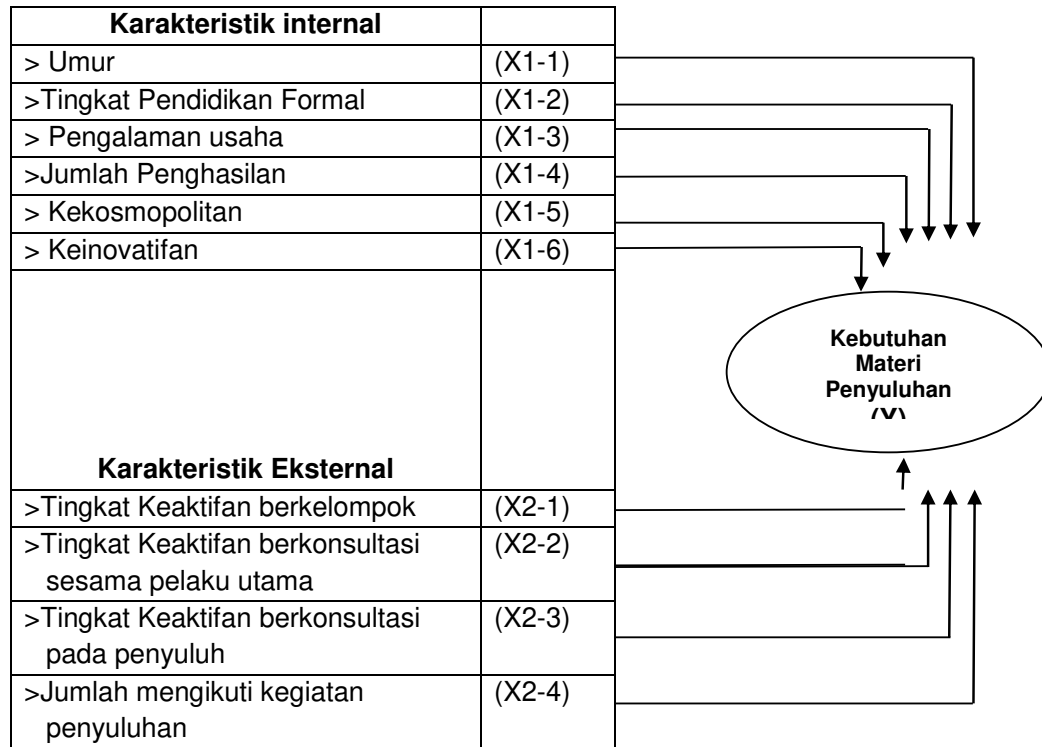 Karakteristik internal
> Umur (X1-1)
>Tingkat Pendidikan Formal (X1-2)
> Pengalaman usaha (X1-3)
>Jumlah Penghasilan (X1-4)
> Kekosmopolitan (X1-5)
> Keinovatifan (X1-6)
Kebutuhan
Materi
Penyuluhan
Karakteristik Eksternal
>Tingkat Keaktifan berkelompok (X2-1)
>Tingkat Keaktifan berkonsultasi (X2-2)
sesama pelaku utama
>Tingkat Keaktifan berkonsultasi (X2-3)
pada penyuluh
>Jumlah mengikuti kegiatan (X2-4)
penyuluhan